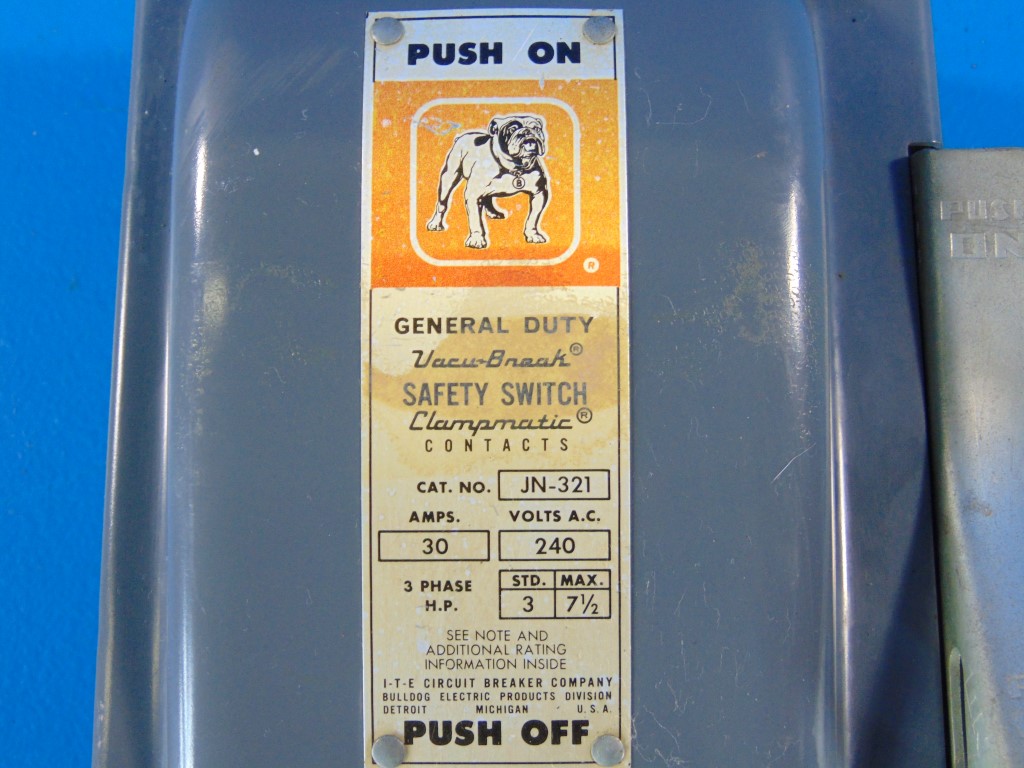 PUSH ON
B
®
GENERAL DUTY
Vacu-Break®
SAFETY SWITCH
Clampmatic®
CONTACTS
CAT. NO. JN-321
AMPS. VOLTS A.C.
30 240
3 PHASE H.P. STD. MAX.
3 7½
SEE NOTE AND
ADDITIONAL RATING
INFORMATION INSIDE
I-T-E CIRCUIT BREAKER COMPANY
BULLDOG ELECTRIC PRODUCTS DIVISION
DETROIT MICHIGAN U.S.A.
PUSH OFF
PUSH
ON